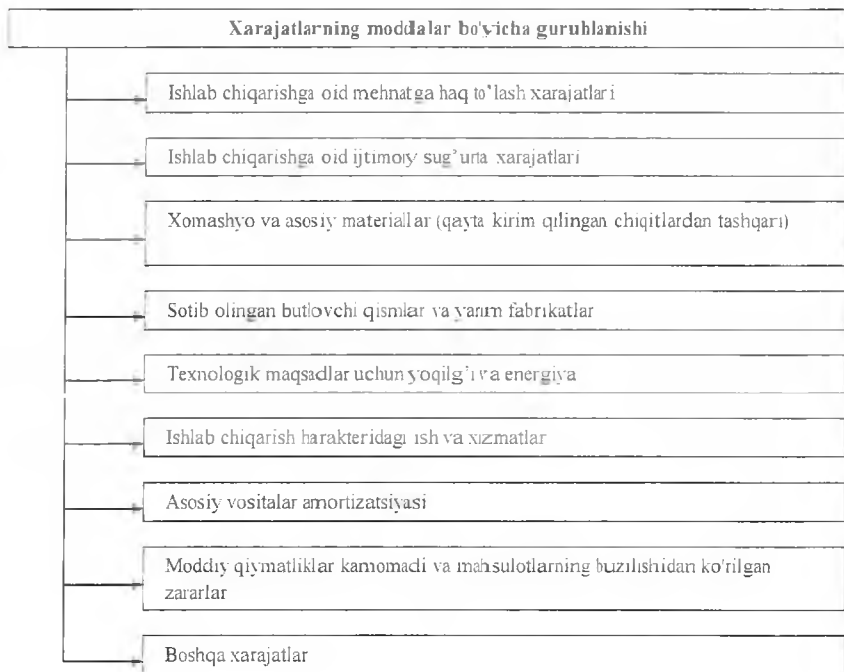 Xarajatlarning moddalar bo'yicha guruhlanishi
Ishlab chiqarishga oid mehnatga haq to'lash xarajatlari
Ishlab chiqarishga oid ijtimoiy sug'urta xarajatlari
Xomashyo va asosiy materiallar (qayta kirim qilingan chiqitlardan tashqari)
Sotib olingan butlovchi qismlar va yarim fabrikatlar
Texnologik maqsadlar uchun yoqilg'i va energiya
Ishlab chiqarish harakteridagi ish va xizmatlar
Asosiy vositalar amortizatsiyasi
Moddiy qiymatliklar kamomadi va mahsulotlarning buzilishidan ko'rilgan
zararlar
Boshqa xarajatlar